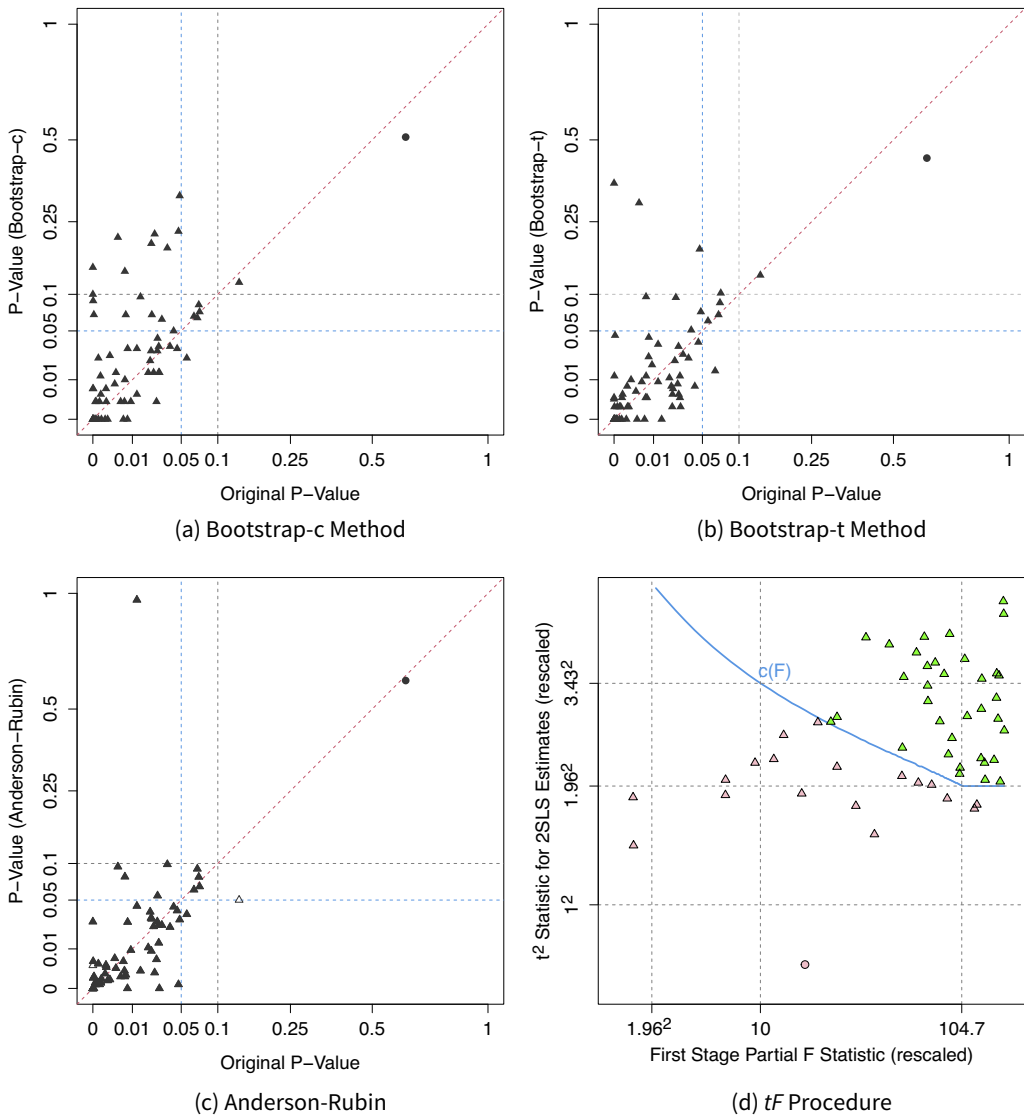 P-Value (Bootstrap-c)
1
0.5
0.25
0.1
0.05
0.01
0
0 0.01 0.05 0.1 0.25 0.5 1
Original P-Value
(a) Bootstrap-c Method
P-Value (Bootstrap-t)
1
0.5
0.25
0.1
0.05
0.01
0
0 0.01 0.05 0.1 0.25 0.5 1
Original P-Value
(b) Bootstrap-t Method
P-Value (Anderson-Rubin)
1
0.5
0.25
0.1
0.05
0.01
0
0 0.01 0.05 0.1 0.25 0.5 1
Original P-Value
(c) Anderson-Rubin
t² Statistic for 2SLS Estimates (rescaled)
3.43²
1.96²
1²
c(F)
1.96² 10 104.7
First Stage Partial F Statistic (rescaled)
(d) tF Procedure